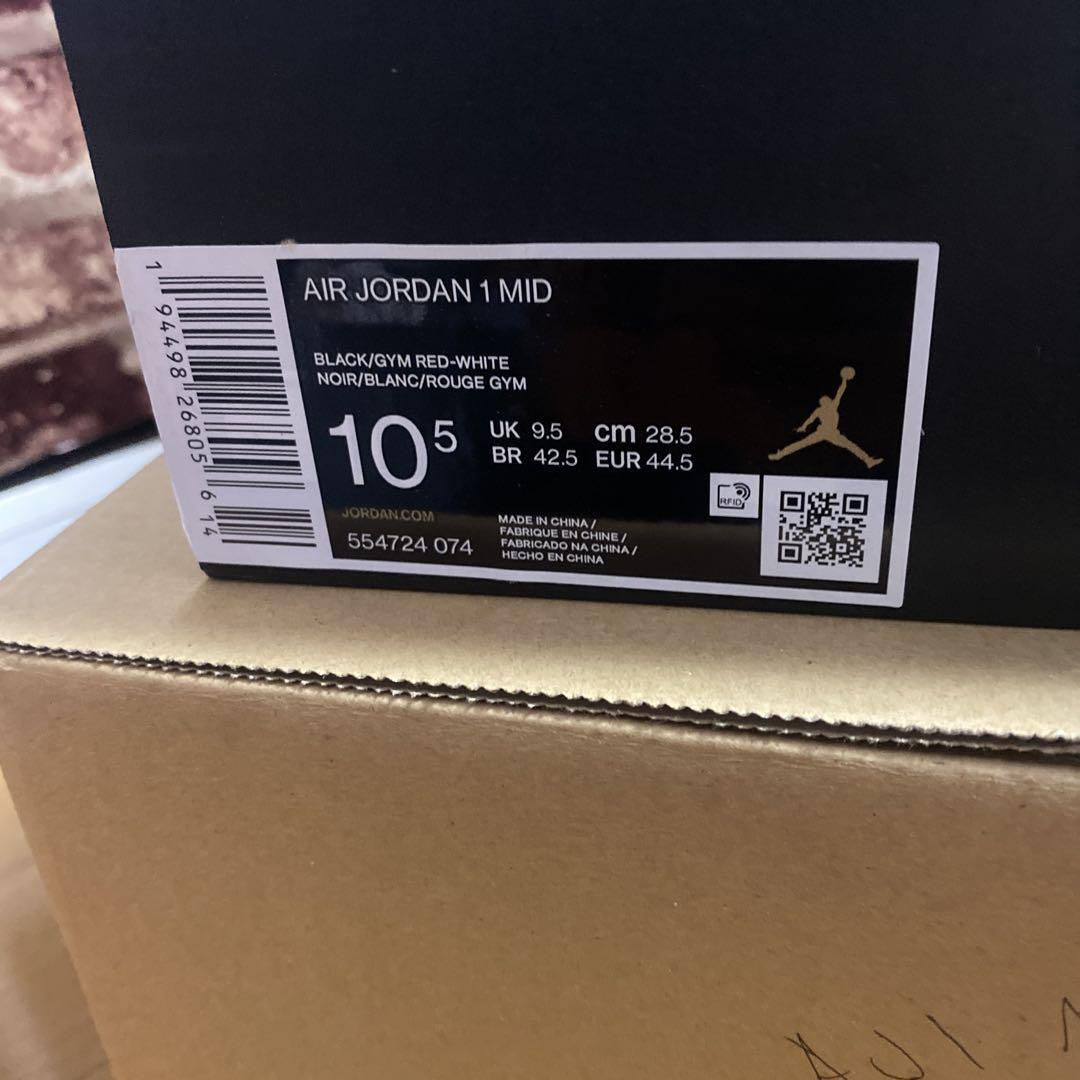 AIR JORDAN 1 MID
BLACK/GYM RED-WHITE
NOIR/BLANC/ROUGE GYM
10⁵
UK 9.5 cm 28.5
BR 42.5 EUR 44.5
RFID
JORDAN.COM
554724 074
MADE IN CHINA /
FABRIQUE EN CHINE /
FABRICADO NA CHINA /
HECHO EN CHINA
1 94498 26805 6 14
AJ1